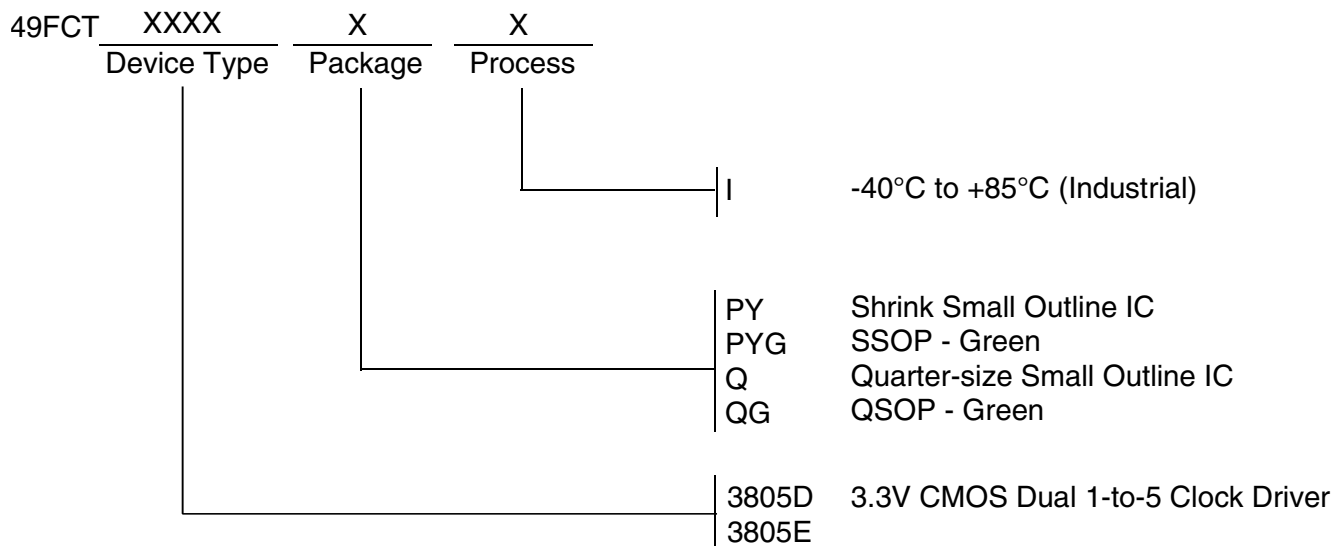 49FCT XXXX X X
Device Type Package Process
I -40°C to +85°C (Industrial)
PY Shrink Small Outline IC
PYG SSOP - Green
Q Quarter-size Small Outline IC
QG QSOP - Green
3805D 3.3V CMOS Dual 1-to-5 Clock Driver
3805E